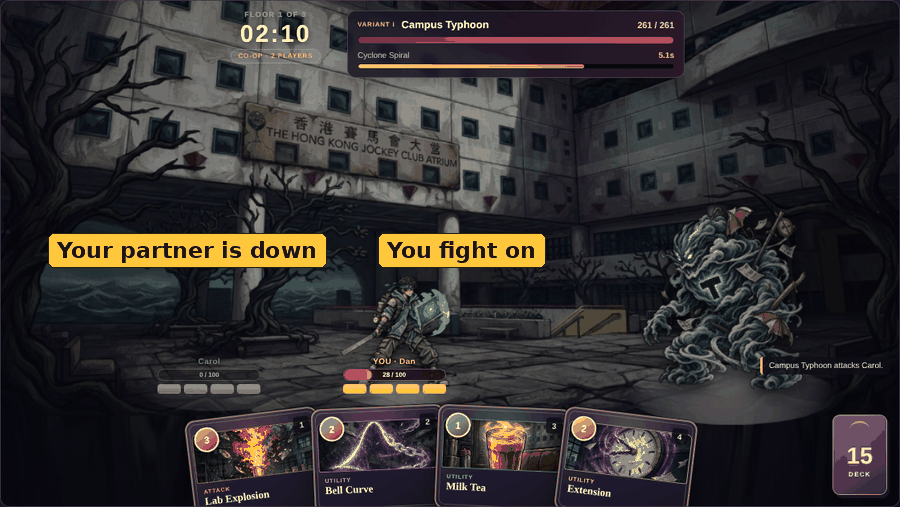 FLOOR 1 OF 3
02:10
CO-OP · 2 PLAYERS
VARIANT I Campus Typhoon 261 / 261
Cyclone Spiral 5.1s
香港賽馬會大堂
THE HONG KONG JOCKEY CLUB ATRIUM
Your partner is down
You fight on
T
Carol
0 / 100
YOU · Dan
28 / 100
Campus Typhoon attacks Carol.
3
1
ATTACK
Lab Explosion
2
2
UTILITY
Bell Curve
1
3
UTILITY
Milk Tea
2
4
UTILITY
Extension
15
DECK